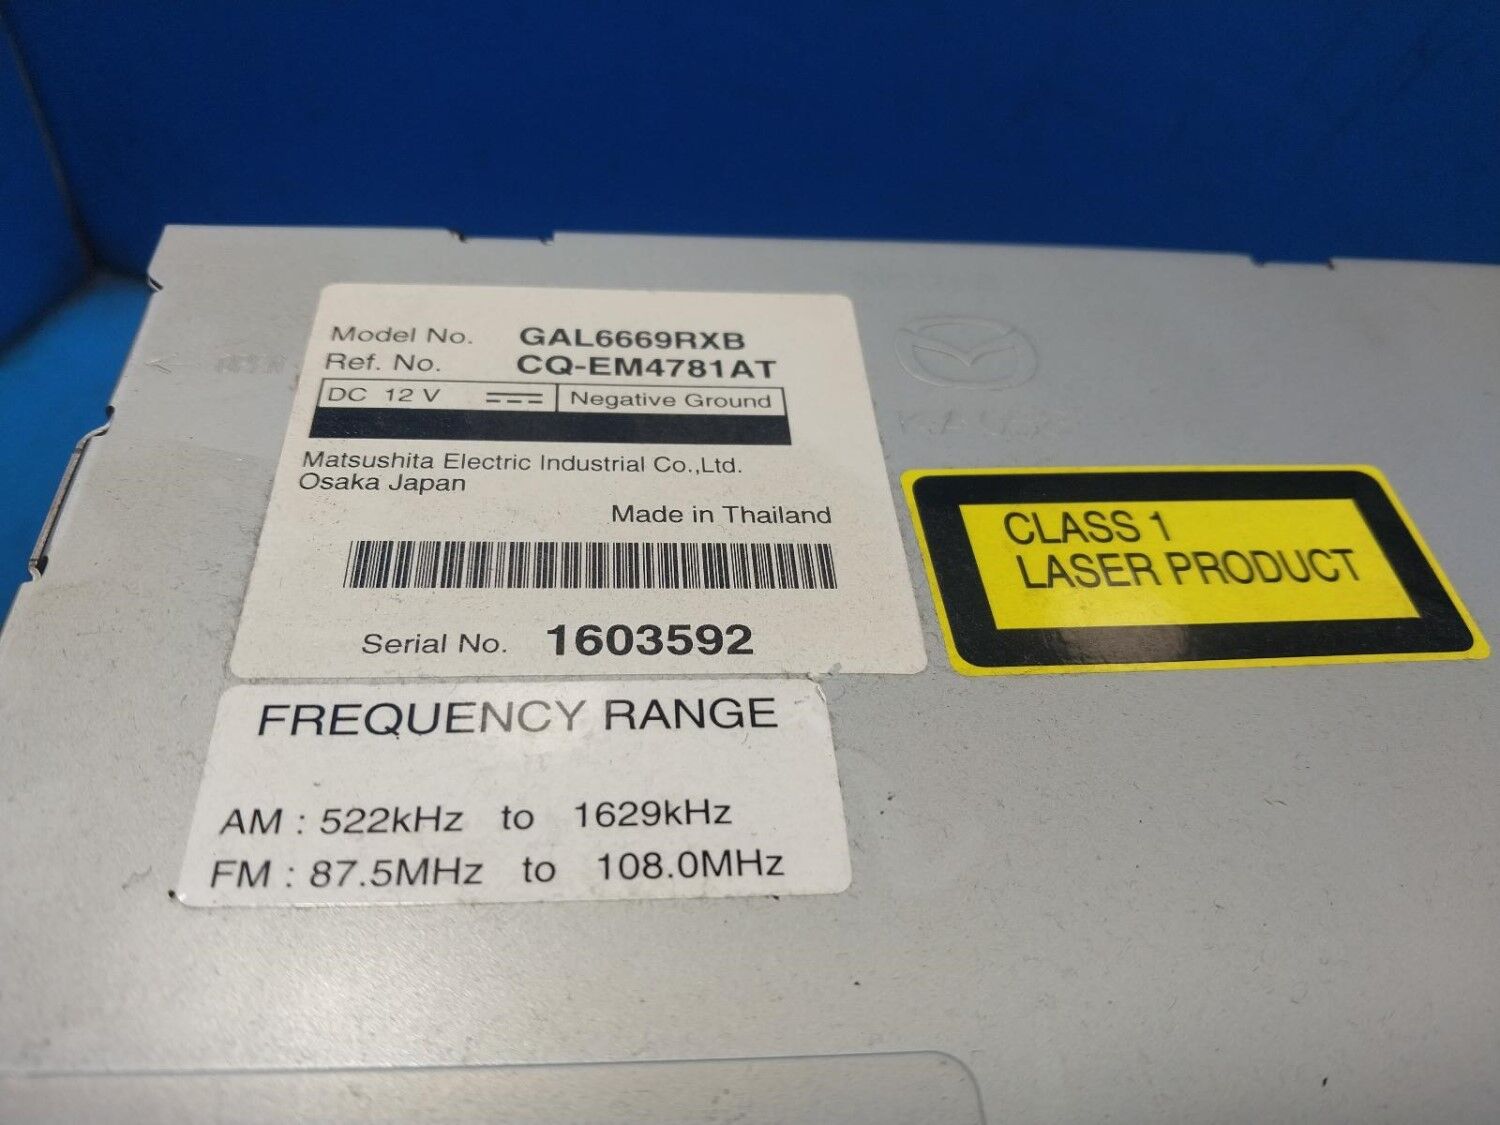 Model No. GAL6669RXB
Ref. No. CQ-EM4781AT
DC 12 V Negative Ground
Matsushita Electric Industrial Co.,Ltd.
Osaka Japan
Made in Thailand
Serial No. 1603592
CLASS 1
LASER PRODUCT
FREQUENCY RANGE
AM : 522kHz to 1629kHz
FM : 87.5MHz to 108.0MHz